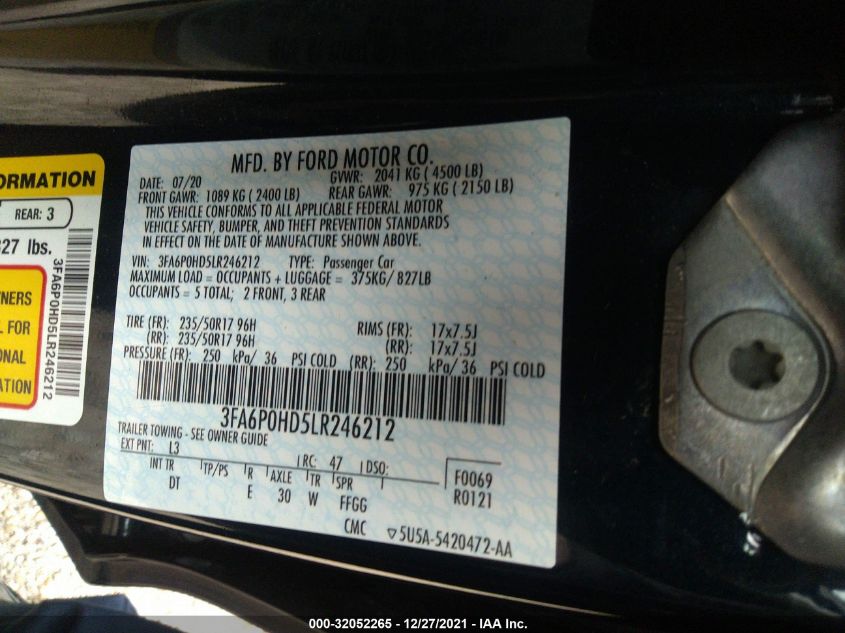 ORMATION
REAR: 3
327 lbs.
WNERS
L FOR
ONAL
ATION
3FA6P0HD5LR246212
MFD. BY FORD MOTOR CO.
DATE: 07/20 GVWR: 2041 KG ( 4500 LB)
FRONT GAWR: 1089 KG ( 2400 LB) REAR GAWR: 975 KG ( 2150 LB)
THIS VEHICLE CONFORMS TO ALL APPLICABLE FEDERAL MOTOR
VEHICLE SAFETY, BUMPER, AND THEFT PREVENTION STANDARDS
IN EFFECT ON THE DATE OF MANUFACTURE SHOWN ABOVE.
VIN: 3FA6P0HD5LR246212 TYPE: Passenger Car
MAXIMUM LOAD = OCCUPANTS + LUGGAGE = 375KG/ 827LB
OCCUPANTS = 5 TOTAL; 2 FRONT, 3 REAR
TIRE (FR): 235/50R17 96H RIMS (FR): 17x7.5J
(RR): 235/50R17 96H (RR): 17x7.5J
PRESSURE (FR): 250 kPa/ 36 PSI COLD (RR): 250 kPa/ 36 PSI COLD
3FA6P0HD5LR246212
TRAILER TOWING - SEE OWNER GUIDE
EXT PNT: L3 RC: 47 DSO: F0069
INT TR TP/PS R AXLE TR SPR R0121
DT E 30 W FFGG
CMC ▽5U5A-5420472-AA
000-32052265 - 12/27/2021 - IAA Inc.